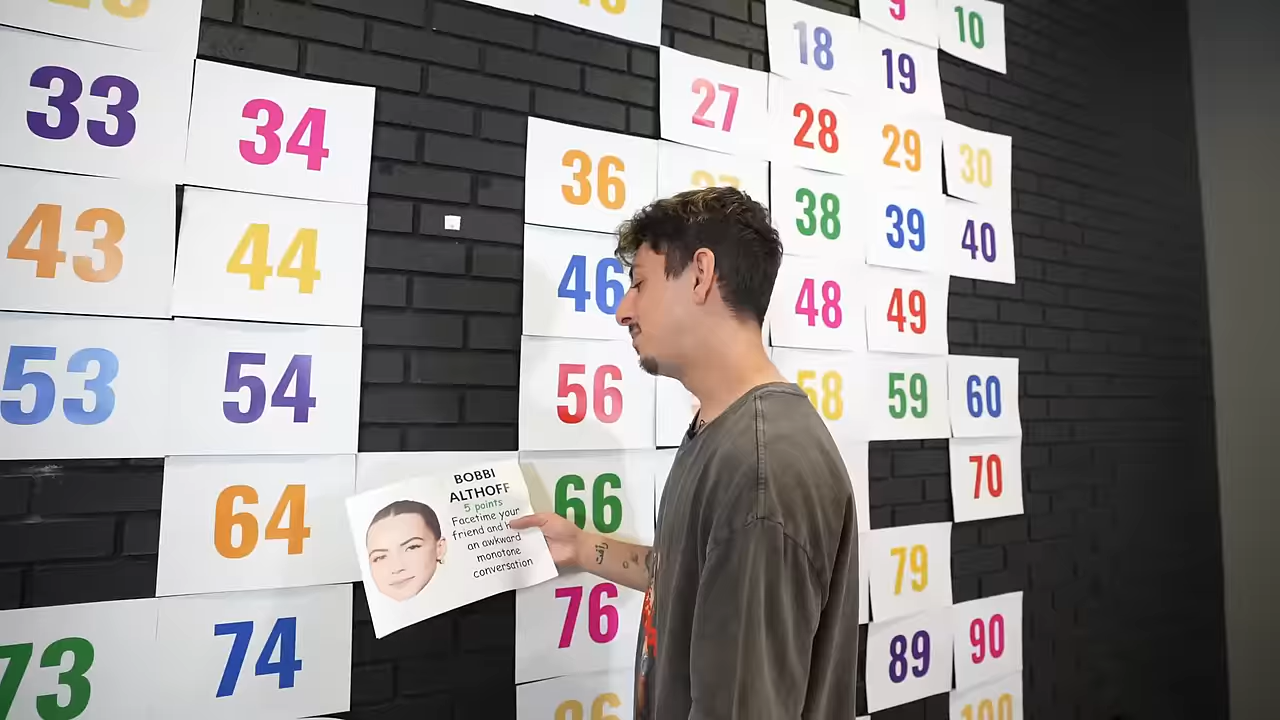 9 10
18 19
33 34 27 28 29 30
36 38 39 40
43 44 46 48 49
53 54 56 58 59 60
64 66 70
BOBBI
ALTHOFF
5 points
Facetime your
friend and
an awkward
monotone
conversation
73 74 76 79
89 90
100